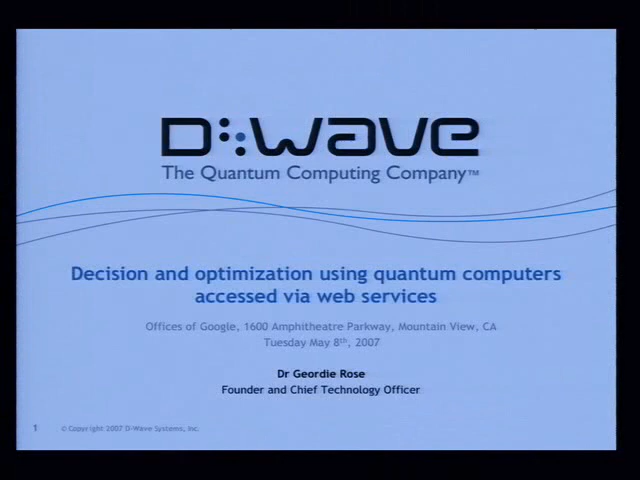 D:wave
The Quantum Computing Company™
Decision and optimization using quantum computers
accessed via web services
Offices of Google, 1600 Amphitheatre Parkway, Mountain View, CA
Tuesday May 8th, 2007
Dr Geordie Rose
Founder and Chief Technology Officer
1 © Copyright 2007 D-Wave Systems, Inc.